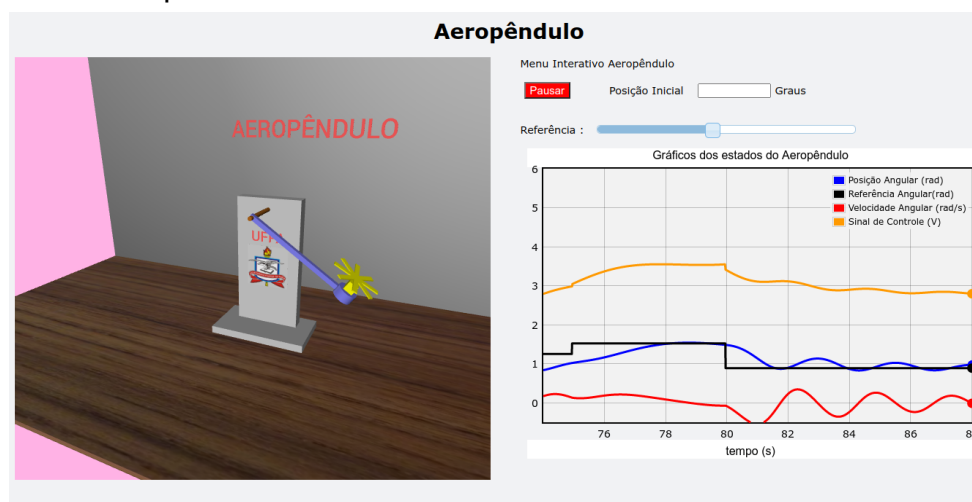 Aeropêndulo
AEROPÊNDULO
Menu Interativo Aeropêndulo
Pausar Posição Inicial Graus
Referência :
Gráficos dos estados do Aeropêndulo
Posição Angular (rad)
Referência Angular(rad)
Velocidade Angular (rad/s)
Sinal de Controle (V)
6
5
4
3
2
1
0
76 78 80 82 84 86
tempo (s)